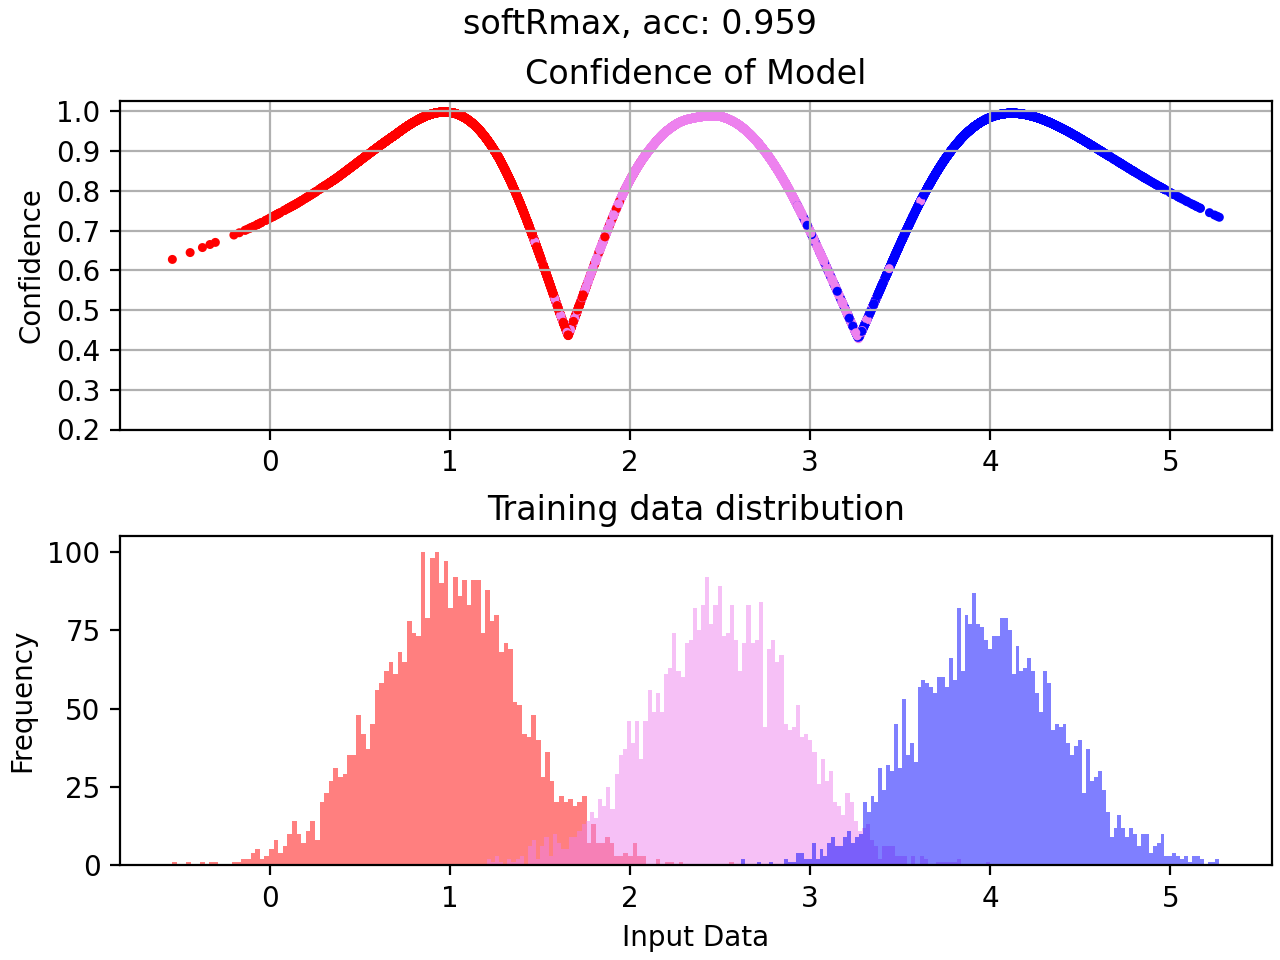 softRmax, acc: 0.959
Confidence of Model
Confidence
1.0
0.9
0.8
0.7
0.6
0.5
0.4
0.3
0.2
0 1 2 3 4 5
Training data distribution
Frequency
100
75
50
25
0
0 1 2 3 4 5
Input Data